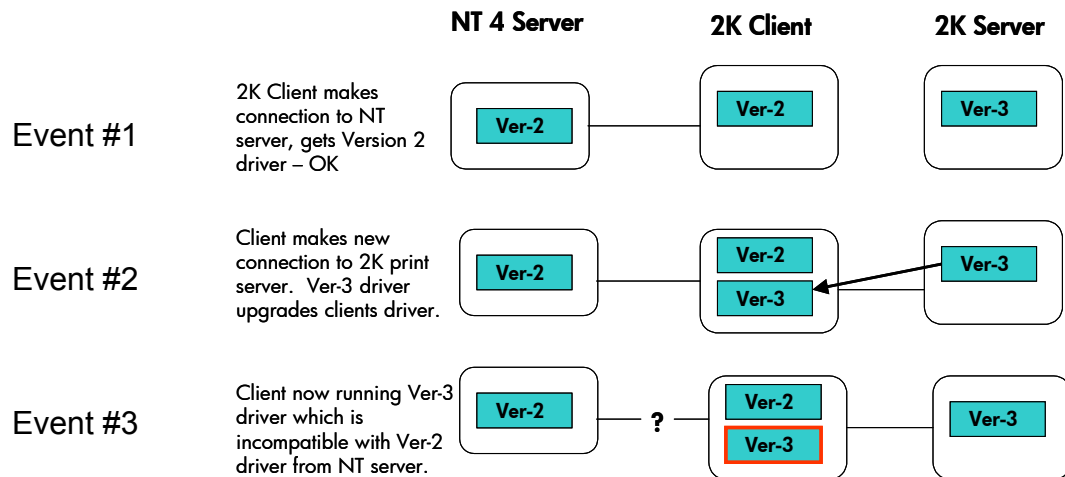 NT 4 Server
2K Client
2K Server
Event #1
2K Client makes
connection to NT
server, gets Version 2
driver – OK
Ver-2
Ver-2
Ver-3
Event #2
Client makes new
connection to 2K print
server.  Ver-3 driver
upgrades clients driver.
Ver-2
Ver-2
Ver-3
Ver-3
Event #3
Client now running Ver-3
driver which is
incompatible with Ver-2
driver from NT server.
Ver-2
?
Ver-2
Ver-3
Ver-3